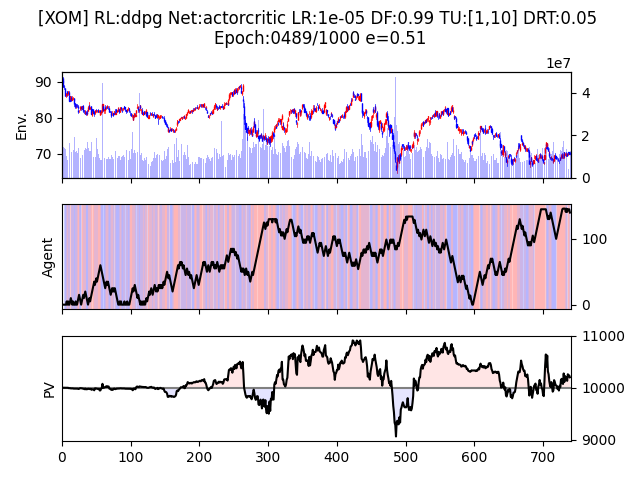 [XOM] RL:ddpg Net:actorcritic LR:1e-05 DF:0.99 TU:[1,10] DRT:0.05
Epoch:0489/1000 e=0.51
1e7
90
80
70
Env.
4
2
0
Agent
100
0
PV
11000
10000
9000
0 100 200 300 400 500 600 700